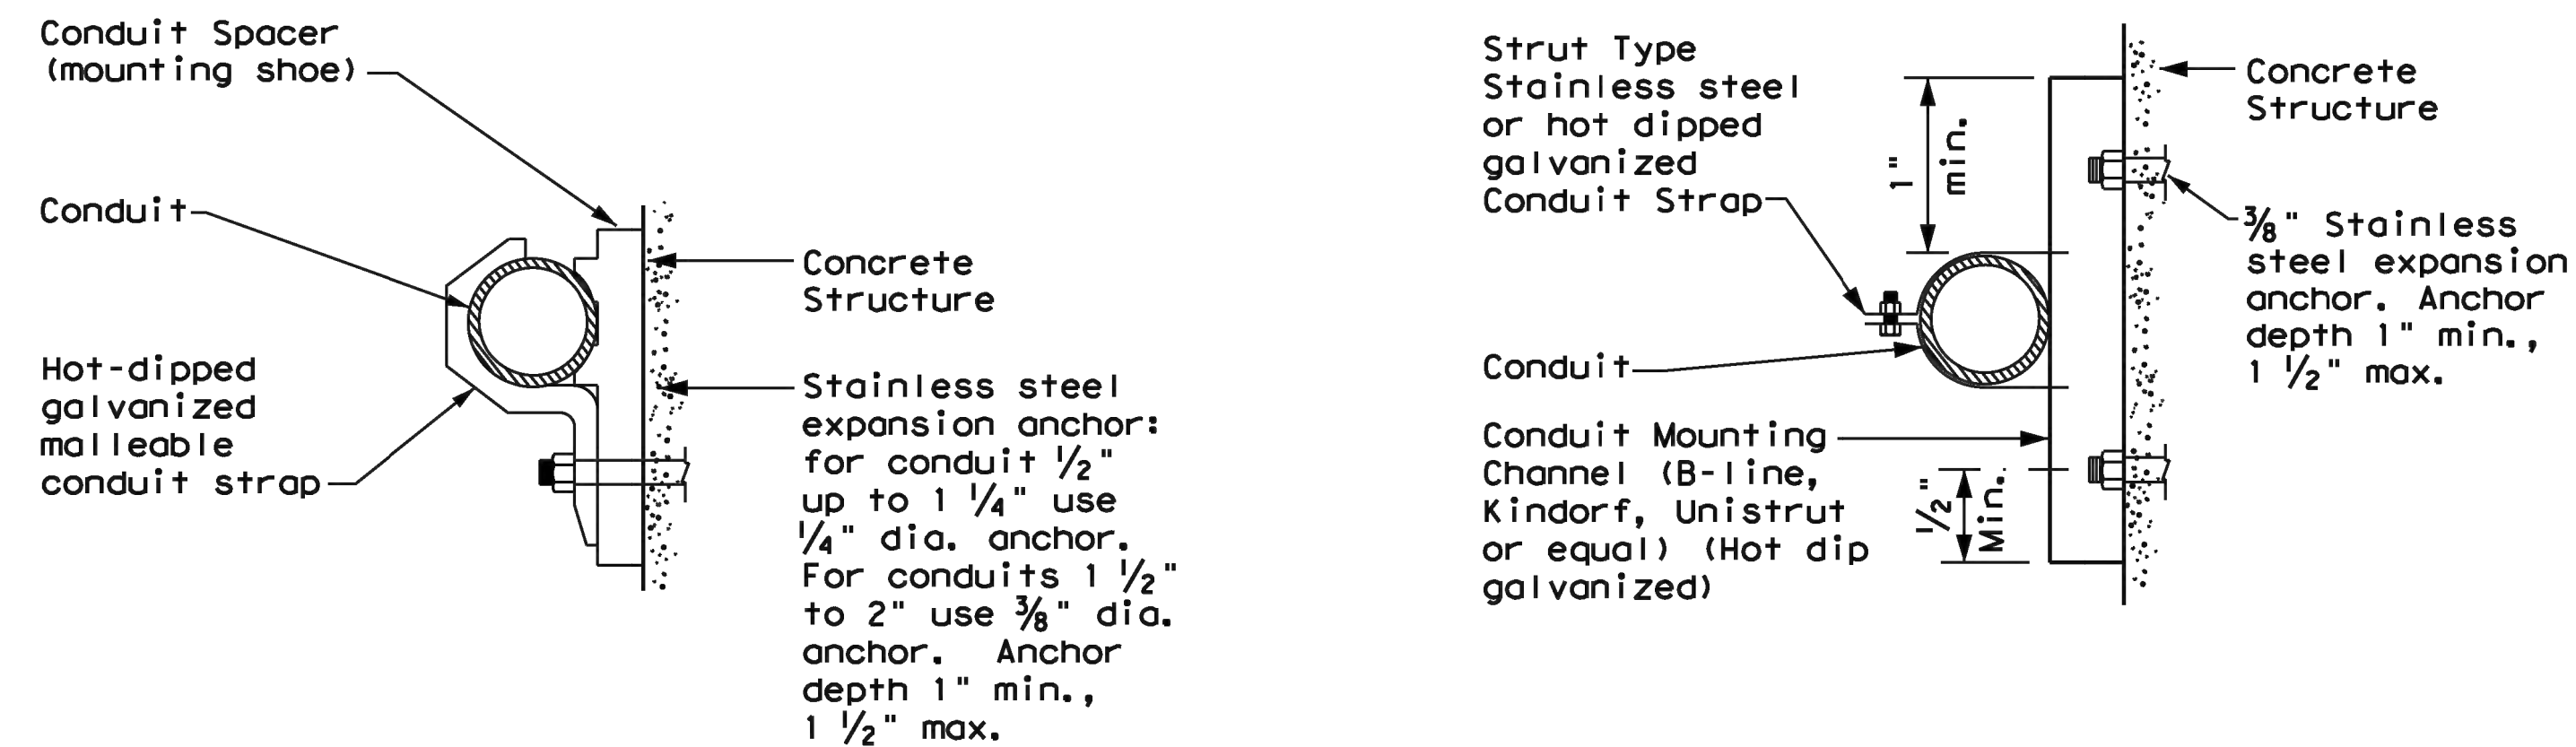 Conduit Spacer
(mounting shoe)
Conduit
Hot-dipped
galvanized
malleable
conduit strap
Concrete
Structure
Stainless steel
expansion anchor:
for conduit 1/2"
up to 1 1/4" use
1/4" dia. anchor.
For conduits 1 1/2"
to 2" use 3/8" dia.
anchor. Anchor
depth 1" min.,
1 1/2" max.
Strut Type
Stainless steel
or hot dipped
galvanized
Conduit Strap
Conduit
Conduit Mounting
Channel (B-line,
Kindorf, Unistrut
or equal) (Hot dip
galvanized)
1"
min.
1/2"
Min.
Concrete
Structure
3/8" Stainless
steel expansion
anchor. Anchor
depth 1" min.,
1 1/2" max.